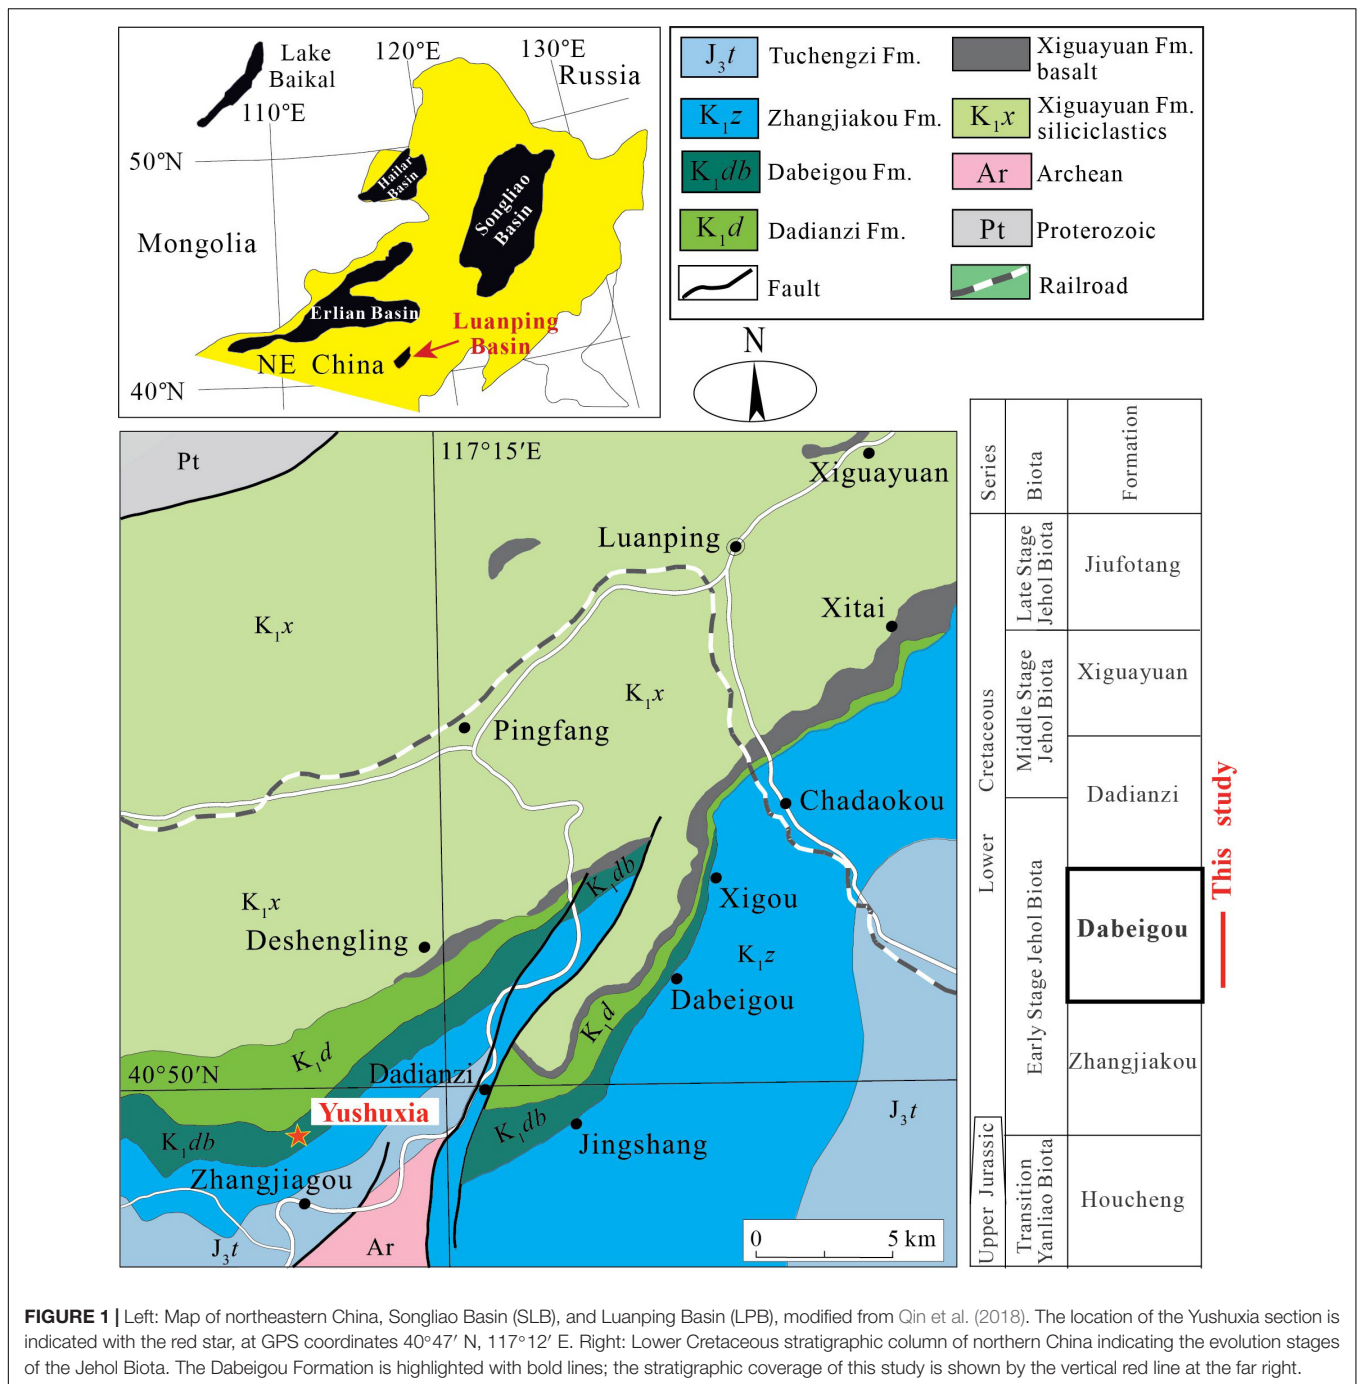 Lake
Baikal
110°E
120°E
130°E
Russia
50°N
Hailar
Basin
Songliao
Basin
Mongolia
Erlian Basin
Luanping
Basin
NE China
40°N
J3t Tuchengzi Fm.
K1z Zhangjiakou Fm.
K1db Dabeigou Fm.
K1d Dadianzi Fm.
Fault
Xiguayuan Fm.
basalt
K1x Xiguayuan Fm.
siliciclastics
Ar Archean
Pt Proterozoic
Railroad
N
Pt
117°15′E
Xiguayuan
Luanping
Xitai
K1x
K1x
Pingfang
Chadaokou
K1db
Xigou
K1x
Deshengling
K1z
Dabeigou
K1d
K1d
40°50′N
Dadianzi
Yushuxia
K1db
K1db
Jingshang
J3t
Zhangjiagou
J3t
Ar
0 5 km
Series
Biota
Formation
Lower Cretaceous
Upper Jurassic
Late Stage
Jehol Biota
Middle Stage
Jehol Biota
Early Stage Jehol Biota
Transition
Yanliao Biota
Jiufotang
Xiguayuan
Dadianzi
Dabeigou
Zhangjiakou
Houcheng
This study
FIGURE 1 | Left: Map of northeastern China, Songliao Basin (SLB), and Luanping Basin (LPB), modified from Qin et al. (2018). The location of the Yushuxia section is
indicated with the red star, at GPS coordinates 40°47′ N, 117°12′ E. Right: Lower Cretaceous stratigraphic column of northern China indicating the evolution stages
of the Jehol Biota. The Dabeigou Formation is highlighted with bold lines; the stratigraphic coverage of this study is shown by the vertical red line at the far right.